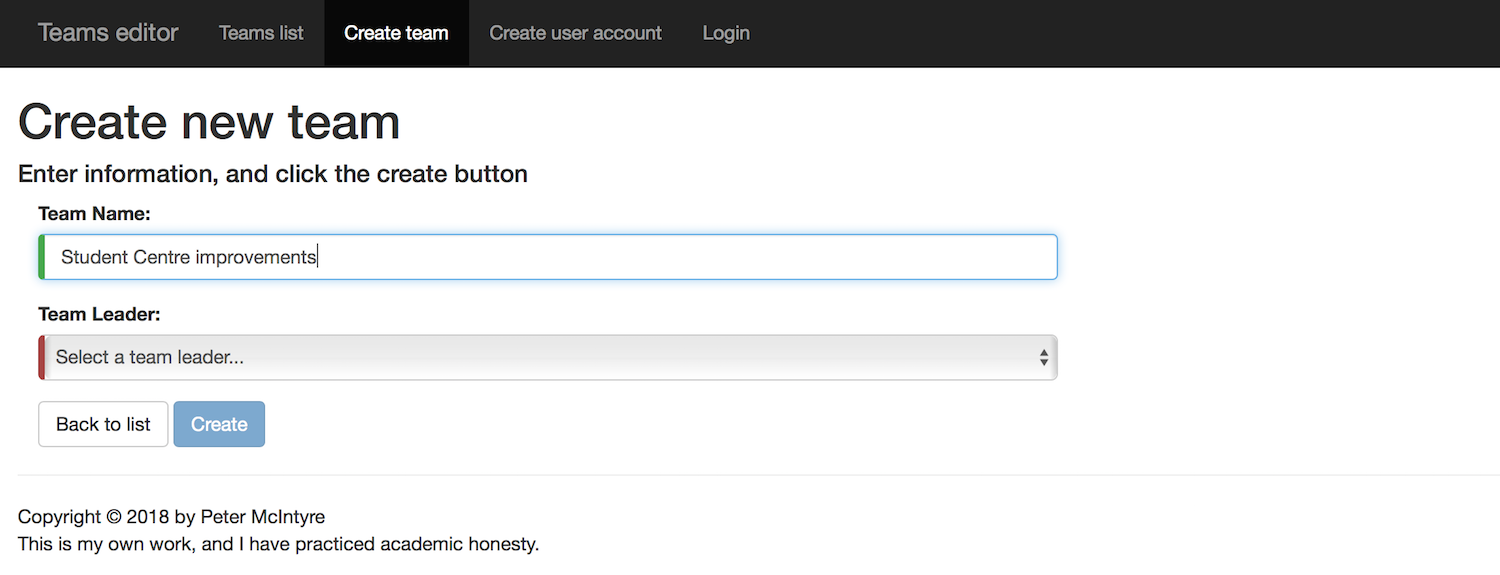 Teams editor Teams list Create team Create user account Login
Create new team
Enter information, and click the create button
Team Name:
Student Centre improvements
Team Leader:
Select a team leader...
Back to list Create
Copyright © 2018 by Peter McIntyre
This is my own work, and I have practiced academic honesty.